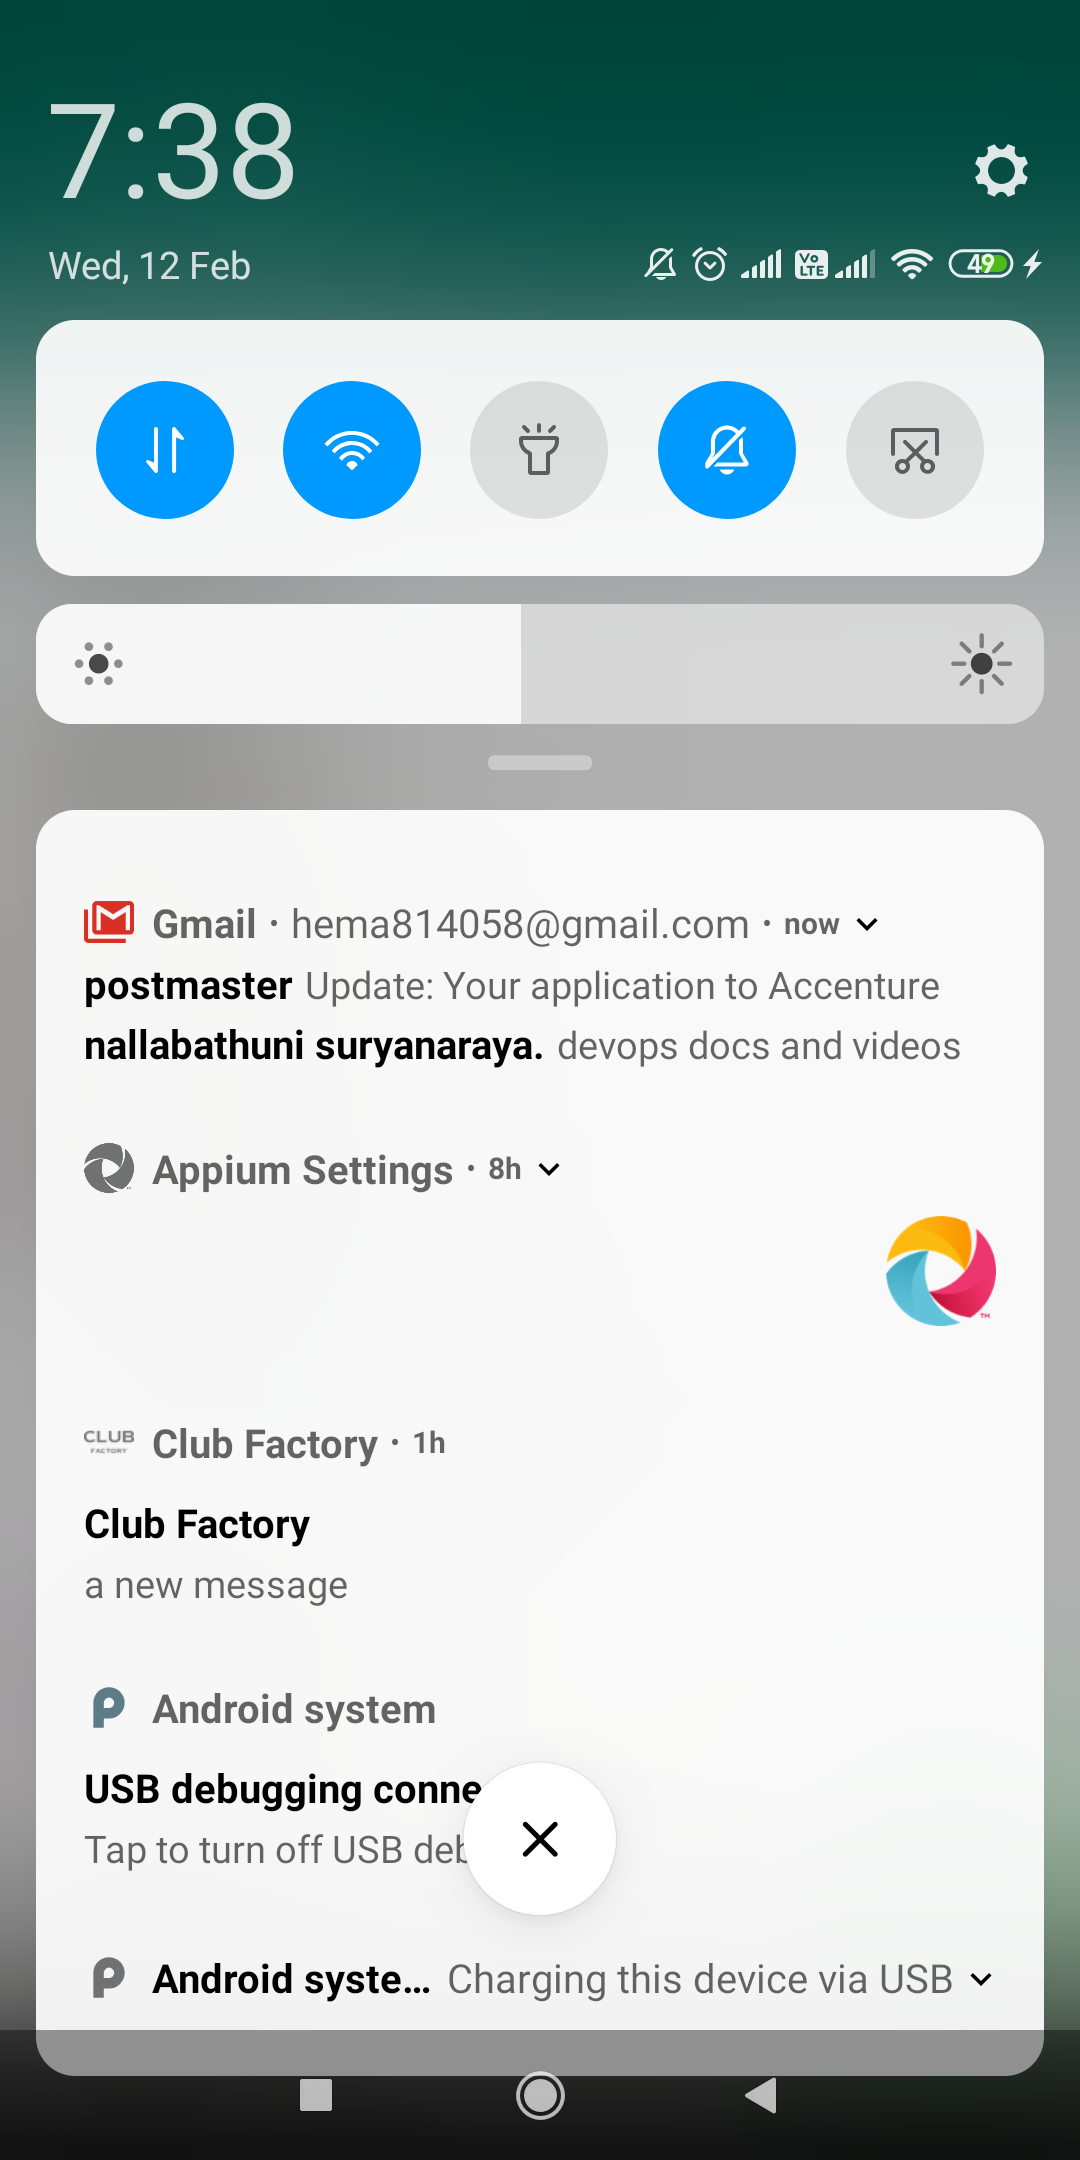 7:38
Wed, 12 Feb
Vo LTE
49
Gmail · hema814058@gmail.com · now
postmaster Update: Your application to Accenture
nallabathuni suryanaraya. devops docs and videos
Appium Settings · 8h
TM
CLUB FACTORY Club Factory · 1h
Club Factory
a new message
Android system
USB debugging conne
Tap to turn off USB deb
Android syste... Charging this device via USB